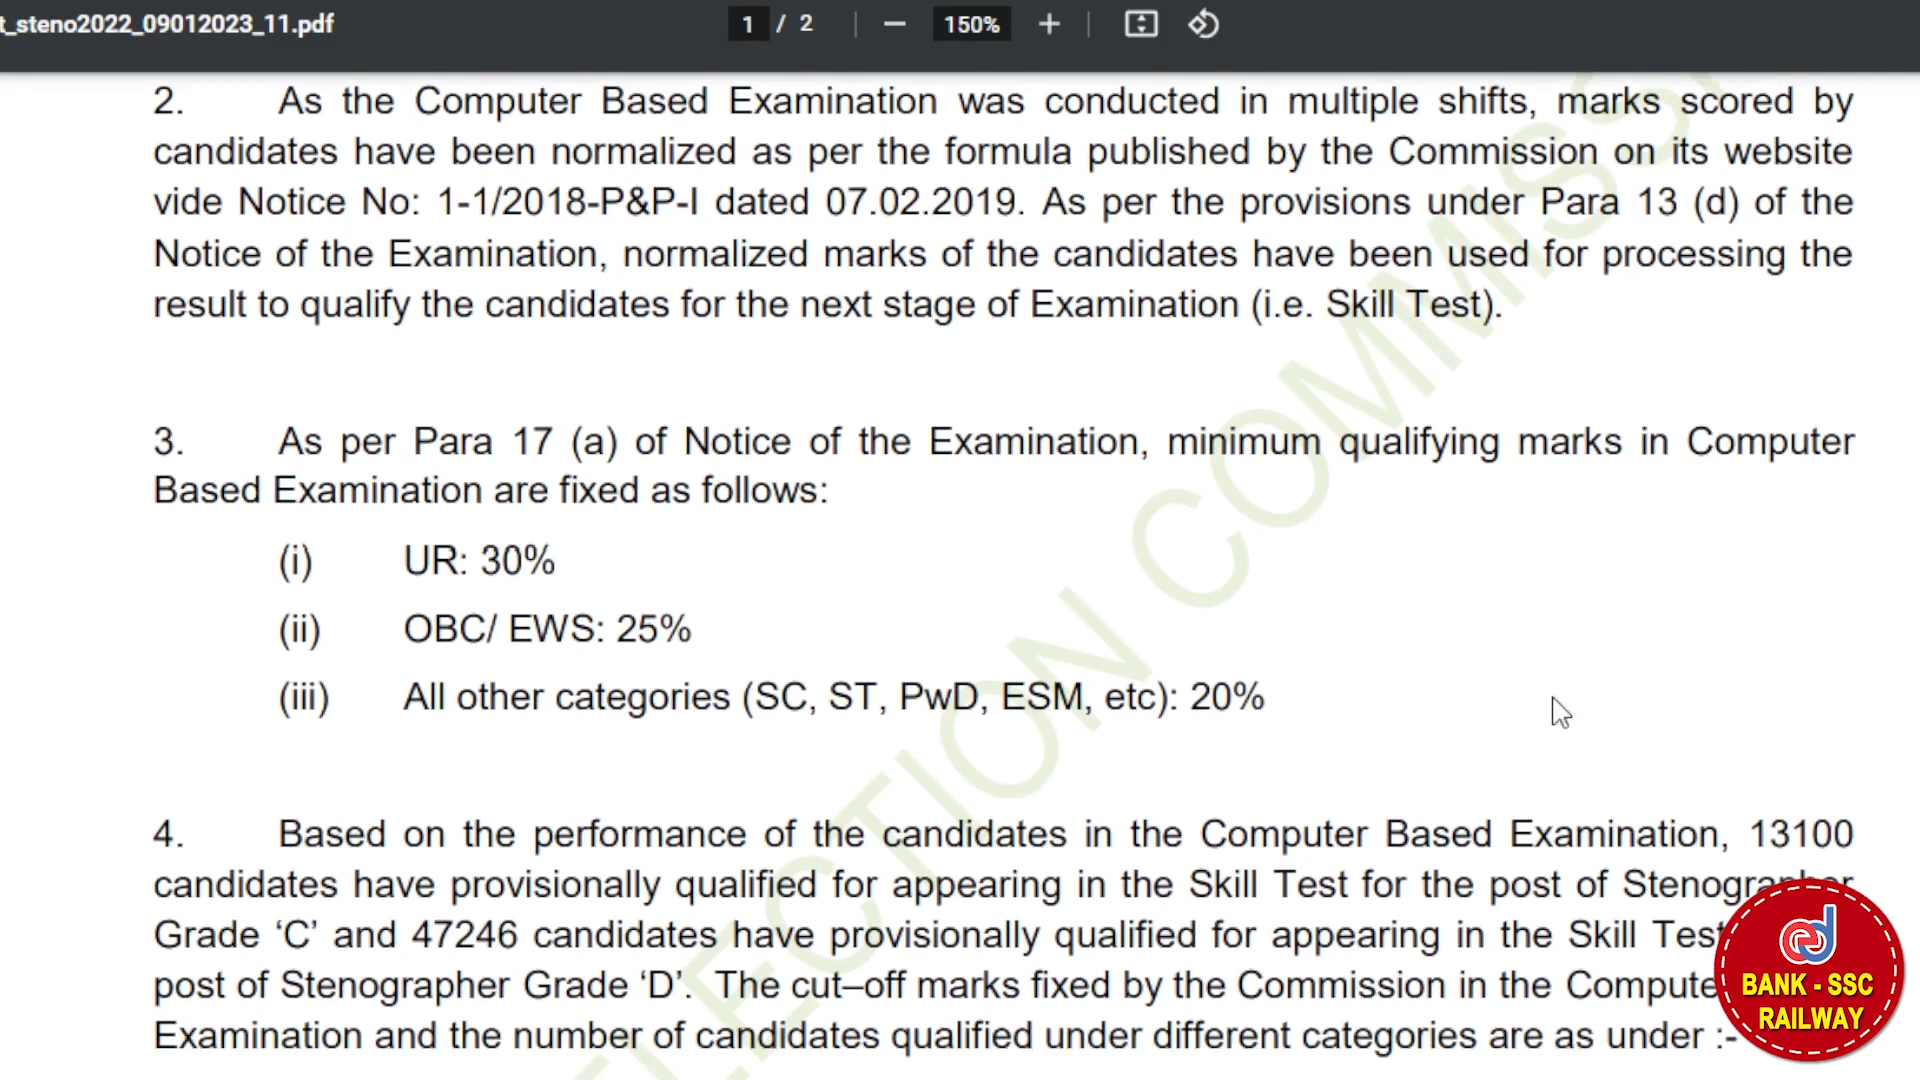 t_steno2022_09012023_11.pdf
1 / 2
150%
2. As the Computer Based Examination was conducted in multiple shifts, marks scored by
candidates have been normalized as per the formula published by the Commission on its website
vide Notice No: 1-1/2018-P&P-I dated 07.02.2019. As per the provisions under Para 13 (d) of the
Notice of the Examination, normalized marks of the candidates have been used for processing the
result to qualify the candidates for the next stage of Examination (i.e. Skill Test).
3. As per Para 17 (a) of Notice of the Examination, minimum qualifying marks in Computer
Based Examination are fixed as follows:
(i) UR: 30%
(ii) OBC/ EWS: 25%
(iii) All other categories (SC, ST, PwD, ESM, etc): 20%
4. Based on the performance of the candidates in the Computer Based Examination, 13100
candidates have provisionally qualified for appearing in the Skill Test for the post of Stenographer
Grade ‘C’ and 47246 candidates have provisionally qualified for appearing in the Skill Test
post of Stenographer Grade ‘D’. The cut–off marks fixed by the Commission in the Compute
Examination and the number of candidates qualified under different categories are as under :-
ELECTION COMMISS
BANK - SSC
RAILWAY